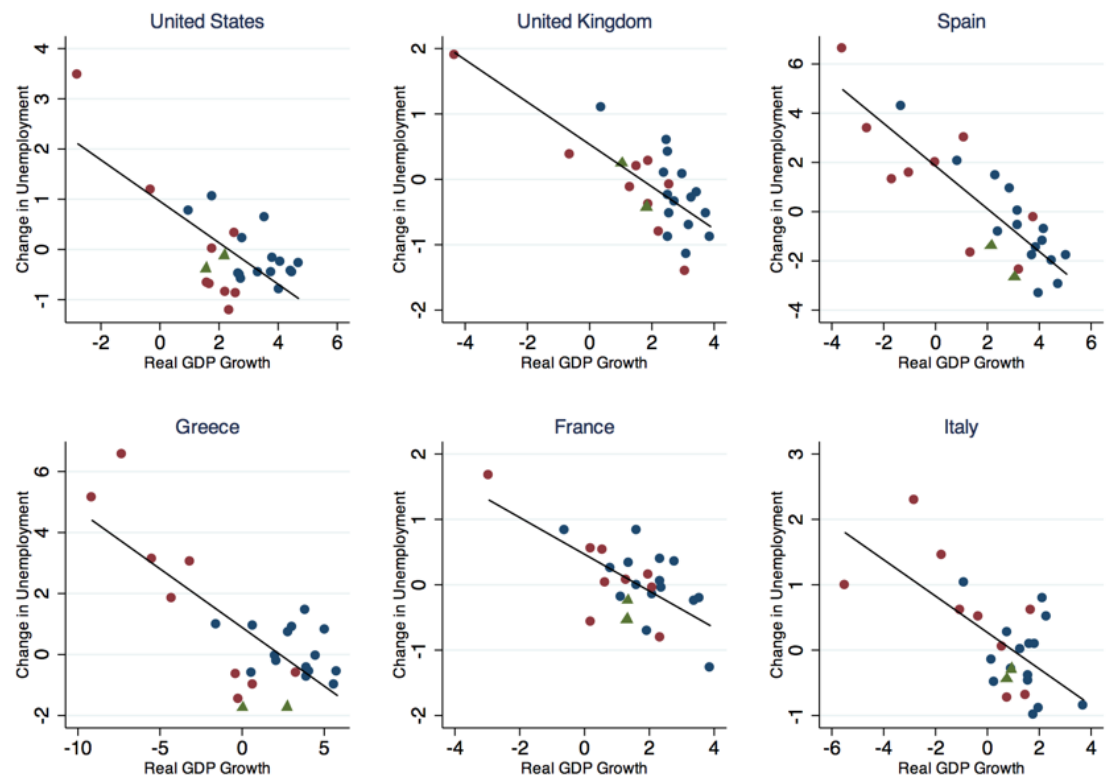 United States
Change in Unemployment
4
3
2
1
0
-1
-2 0 2 4 6
Real GDP Growth
United Kingdom
Change in Unemployment
2
1
0
-1
-2
-4 -2 0 2 4
Real GDP Growth
Spain
Change in Unemployment
6
4
2
0
-2
-4
-4 -2 0 2 4 6
Real GDP Growth
Greece
Change in Unemployment
6
4
2
0
-2
-10 -5 0 5
Real GDP Growth
France
Change in Unemployment
2
1
0
-1
-2
-4 -2 0 2 4
Real GDP Growth
Italy
Change in Unemployment
3
2
1
0
-1
-6 -4 -2 0 2 4
Real GDP Growth